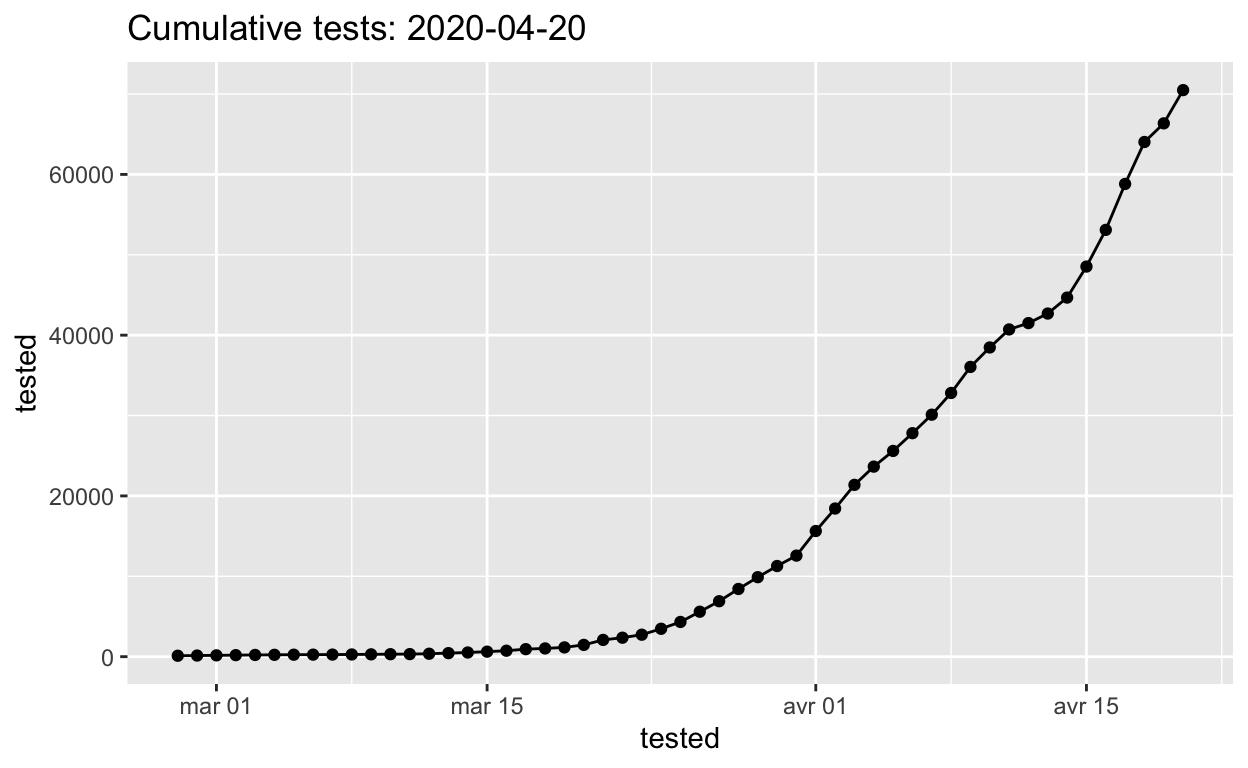 Cumulative tests: 2020-04-20
tested
60000
40000
20000
0
mar 01
mar 15
avr 01
avr 15
tested